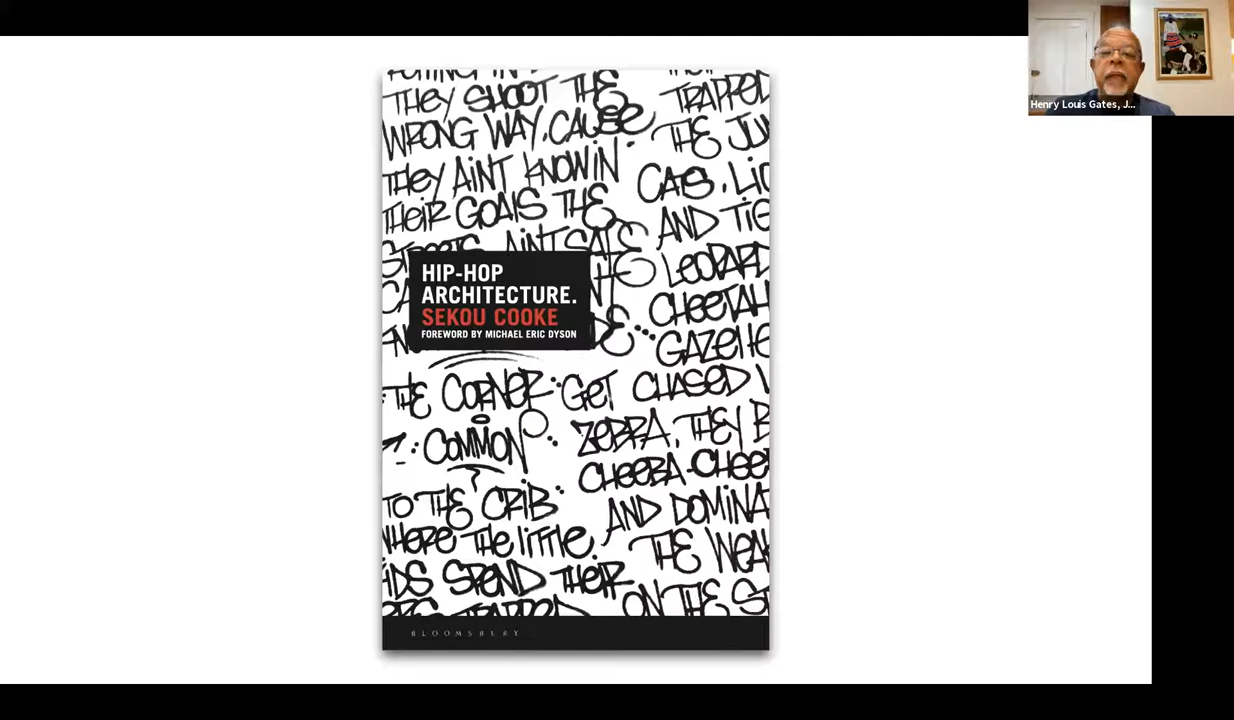 Henry Louis Gates, J...
THEY SHOOT THE
WRONG WAY, CAUSE
THEY AINT KNOWIN
THEIR GOALS THE
STREETS AINT SAFE
HIP-HOP
ARCHITECTURE.
SEKOU COOKE
FOREWORD BY MICHAEL ERIC DYSON
THE CORNER
COMMON
TO THE CRIB
WHERE THE LITTLE
KIDS SPEND THEIR
TRAPPED
THE JU
CATS, LIO
AND TIG
LEOPARD
CHEETAH
GAZELLE
GET CHASED
ZEBRA, THEY B
CHEEBA-CHEE
AND DOMINA
THE WEA
ON THE S
BLOOMSBURY